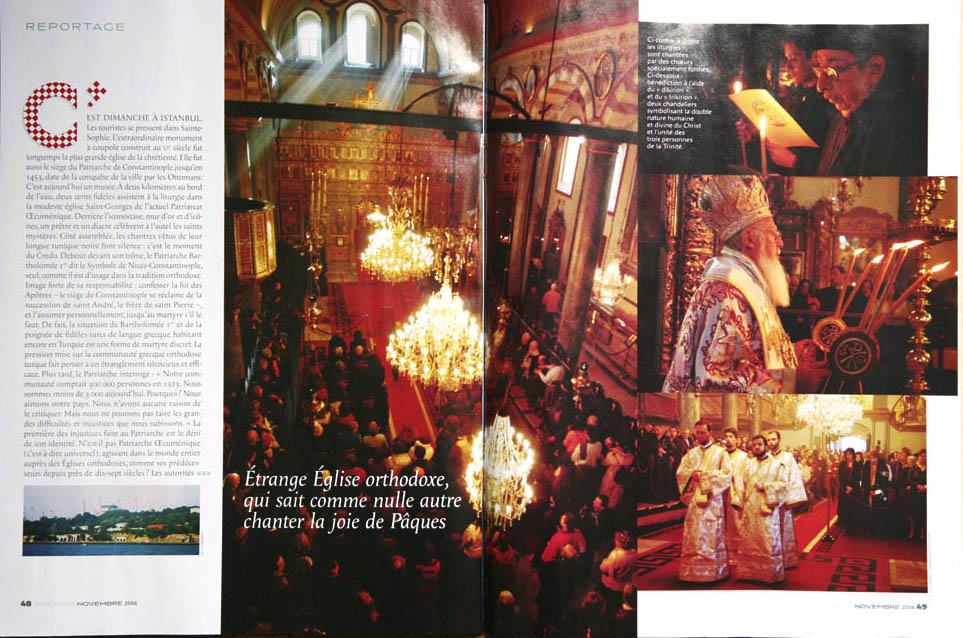 REPORTAGE
C'EST DIMANCHE À ISTANBUL.
Les touristes se pressent dans Sainte-
Sophie. L'extraordinaire monument
à coupole construit au VIe siècle fut
longtemps la plus grande église de la chrétienté. Elle fut
aussi le siège du Patriarche de Constantinople jusqu'en
1453, date de la conquête de la ville par les Ottomans.
C'est aujourd'hui un musée. À deux kilomètres au bord
de l'eau, deux cents fidèles assistent à la liturgie dans
la modeste église Saint-Georges de l'actuel Patriarcat
Œcuménique. Derrière l'iconostase, mur d'or et d'icô-
nes, un prêtre et un diacre célèbrent à l'autel les saints
mystères. Côté assemblée, les chantres vêtus de leur
longue tunique noire font silence : c'est le moment
du Credo. Debout devant son trône, le Patriarche Bar-
tholomée 1er dit le Symbole de Nicée-Constantinople,
seul, comme il est d'usage dans la tradition orthodoxe.
Image forte de sa responsabilité : confesser la foi des
Apôtres – le siège de Constantinople se réclame de la
succession de saint André, le frère de saint Pierre –,
et l'assumer personnellement, jusqu'au martyre s'il le
faut. De fait, la situation de Bartholomée 1er et de la
poignée de fidèles turcs de langue grecque habitant
encore en Turquie est une forme de martyre discret. La
pression mise sur la communauté grecque orthodoxe
turque fait penser à un étranglement silencieux et effi-
cace. Plus tard, le Patriarche interroge : « Notre com-
munauté comptait 300 000 personnes en 1923. Nous
sommes moins de 3 000 aujourd'hui. Pourquoi ? Nous
aimons notre pays. Nous n'avons aucune raison de
le critiquer. Mais nous ne pouvons pas taire les gran-
des difficultés et injustices que nous subissons. » La
première des injustices faite au Patriarche est le déni
de son identité. N'est-il pas Patriarche Œcuménique
(c'est-à-dire universel), agissant dans le monde entier
auprès des Églises orthodoxes, comme ses prédéces-
seurs depuis près de dix-sept siècles ? Les autorités
48 NOVEMBRE 2006
Étrange Église orthodoxe,
qui sait comme nulle autre
chanter la joie de Pâques
Ci-contre, à droite
les liturgies
sont chantées
par des chœurs
spécialement formés.
Ci-dessous :
bénédiction à l'aide
du « dikirion »
et du « trikirion »,
deux chandeliers
symbolisant la double
nature humaine
et divine du Christ
et l'unité des
trois personnes
de la Trinité.
NOVEMBRE 2006 49